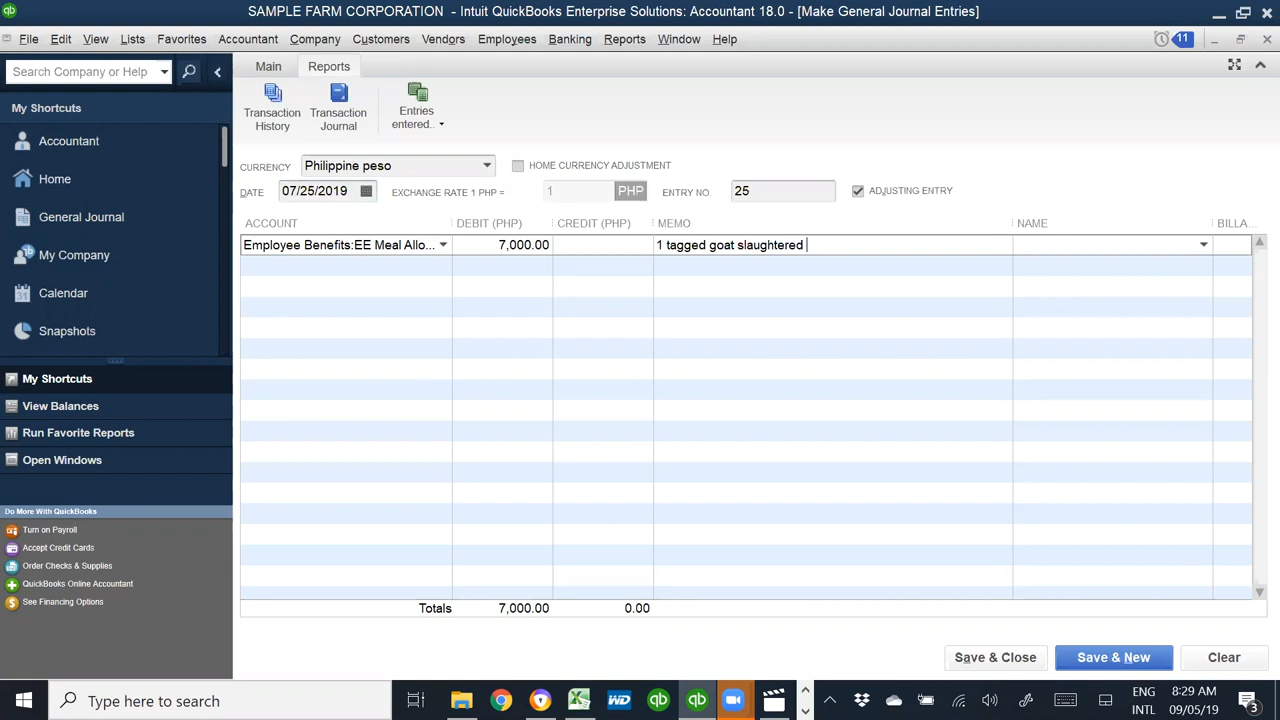 SAMPLE FARM CORPORATION - Intuit QuickBooks Enterprise Solutions: Accountant 18.0 - [Make General Journal Entries]
File Edit View Lists Favorites Accountant Company Customers Vendors Employees Banking Reports Window Help 11
Search Company or Help
Main Reports
My Shortcuts
Accountant
Home
General Journal
My Company
Calendar
Snapshots
My Shortcuts
View Balances
Run Favorite Reports
Open Windows
Do More With QuickBooks
Turn on Payroll
Accept Credit Cards
Order Checks & Supplies
QuickBooks Online Accountant
See Financing Options
Transaction History
Transaction Journal
Entries entered..
CURRENCY Philippine peso HOME CURRENCY ADJUSTMENT
DATE 07/25/2019 EXCHANGE RATE 1 PHP = 1 PHP ENTRY NO. 25 ADJUSTING ENTRY
ACCOUNT DEBIT (PHP) CREDIT (PHP) MEMO NAME BILLA...
Employee Benefits:EE Meal Allo... 7,000.00 1 tagged goat slaughtered
Totals 7,000.00 0.00
Save & Close Save & New Clear
Type here to search
ENG
INTL
8:29 AM
09/05/19
3